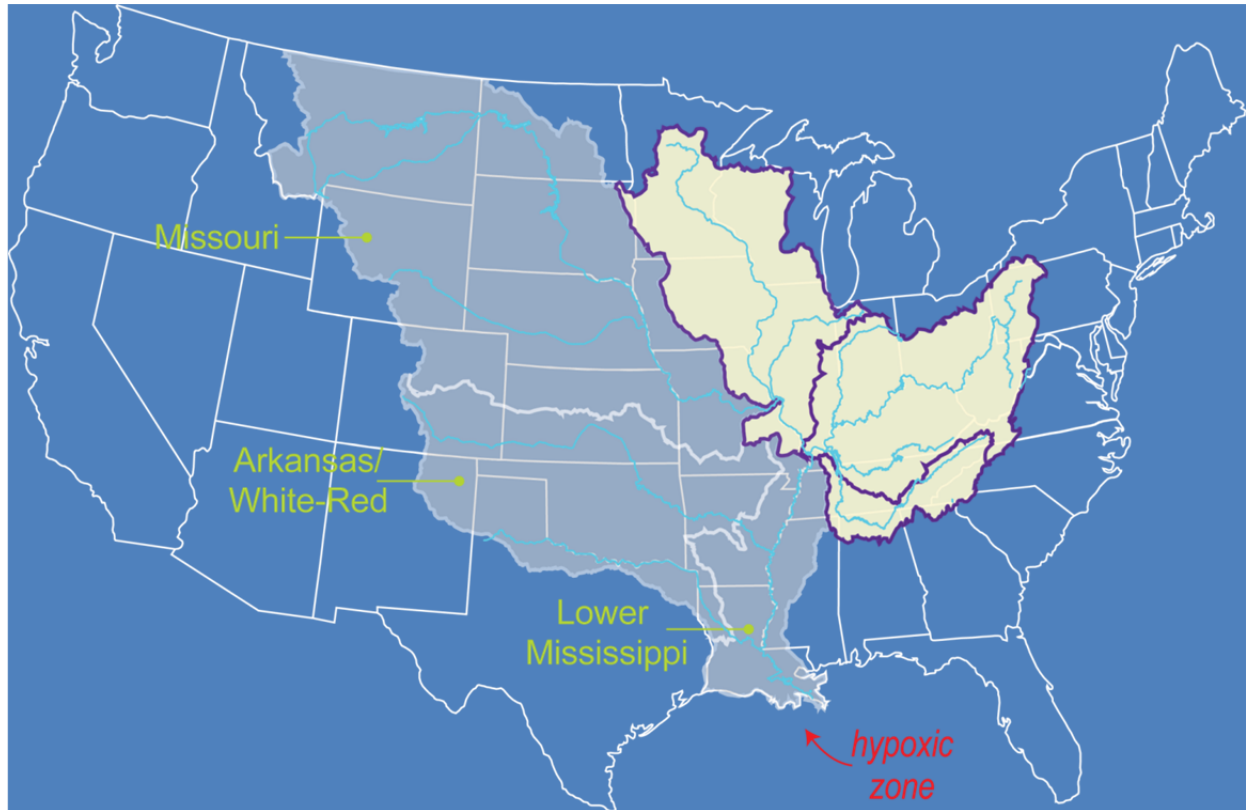 Missouri
Arkansas/
White-Red
Lower
Mississippi
hypoxic
zone